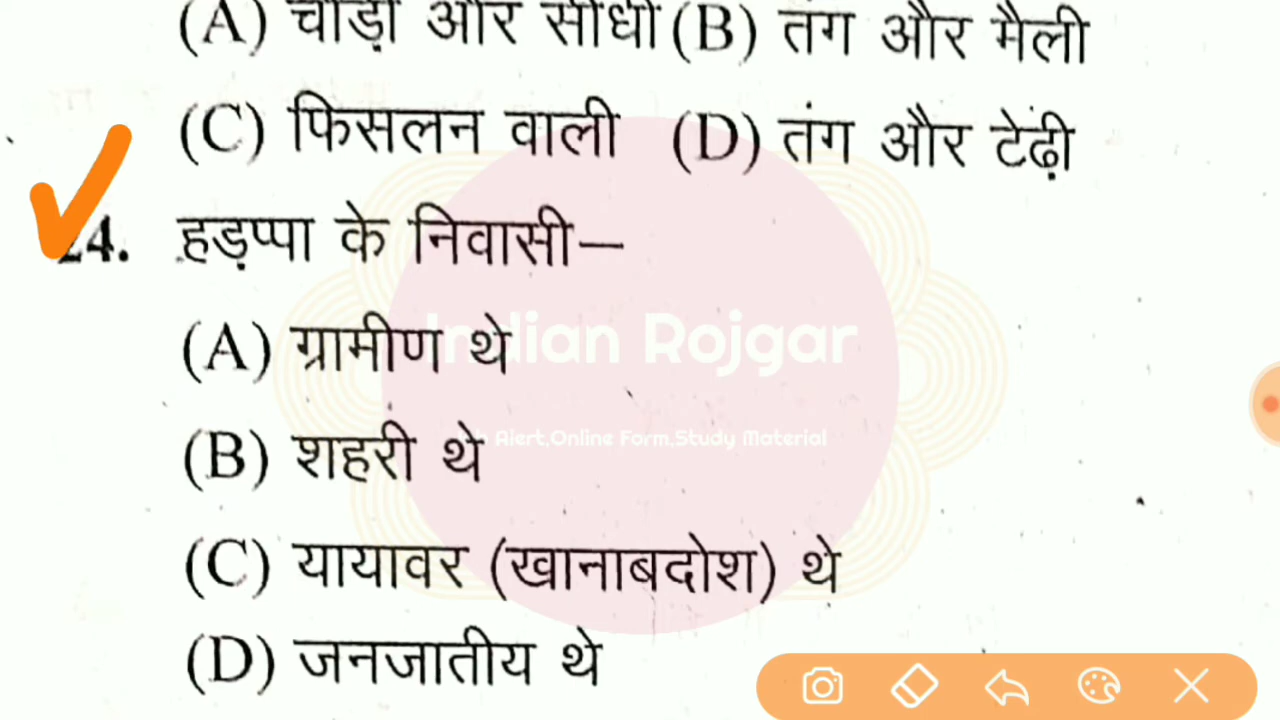 (A) चौड़ी और सीधी (B) तंग और मैली
(C) फिसलन वाली (D) तंग और टेढ़ी
24. हड़प्पा के निवासी—
(A) ग्रामीण थे
Indian Rojgar
(B) शहरी थे
Alert,Online Form,Study Material
(C) यायावर (खानाबदोश) थे
(D) जनजातीय थे